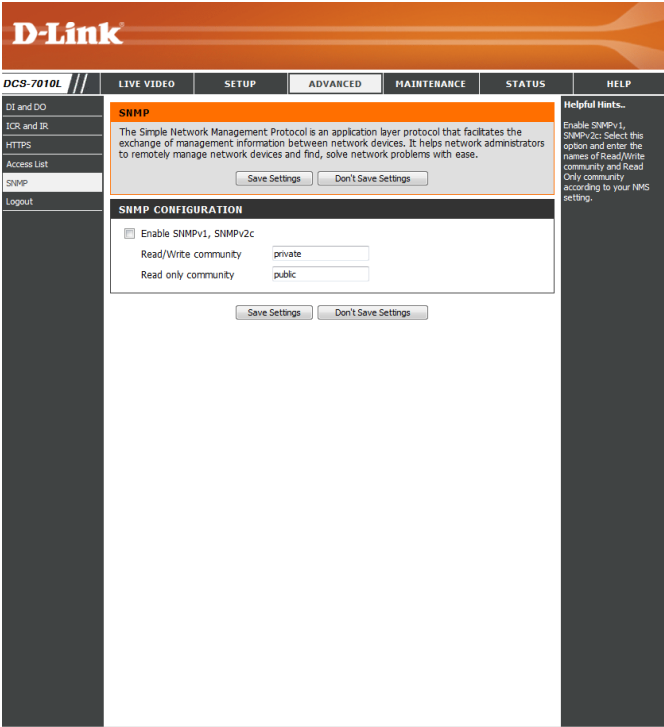 D-Link
DCS-7010L
LIVE VIDEO
SETUP
ADVANCED
MAINTENANCE
STATUS
HELP
DI and DO
ICR and IR
HTTPS
Access List
SNMP
Logout
SNMP
The Simple Network Management Protocol is an application layer protocol that facilitates the
exchange of management information between network devices. It helps network administrators
to remotely manage network devices and find, solve network problems with ease.
Save Settings
Don't Save Settings
SNMP CONFIGURATION
Enable SNMPv1, SNMPv2c
Read/Write community
private
Read only community
public
Save Settings
Don't Save Settings
Helpful Hints..
Enable SNMPv1,
SNMPv2c: Select this
option and enter the
names of Read/Write
community and Read
Only community
according to your NMS
setting.